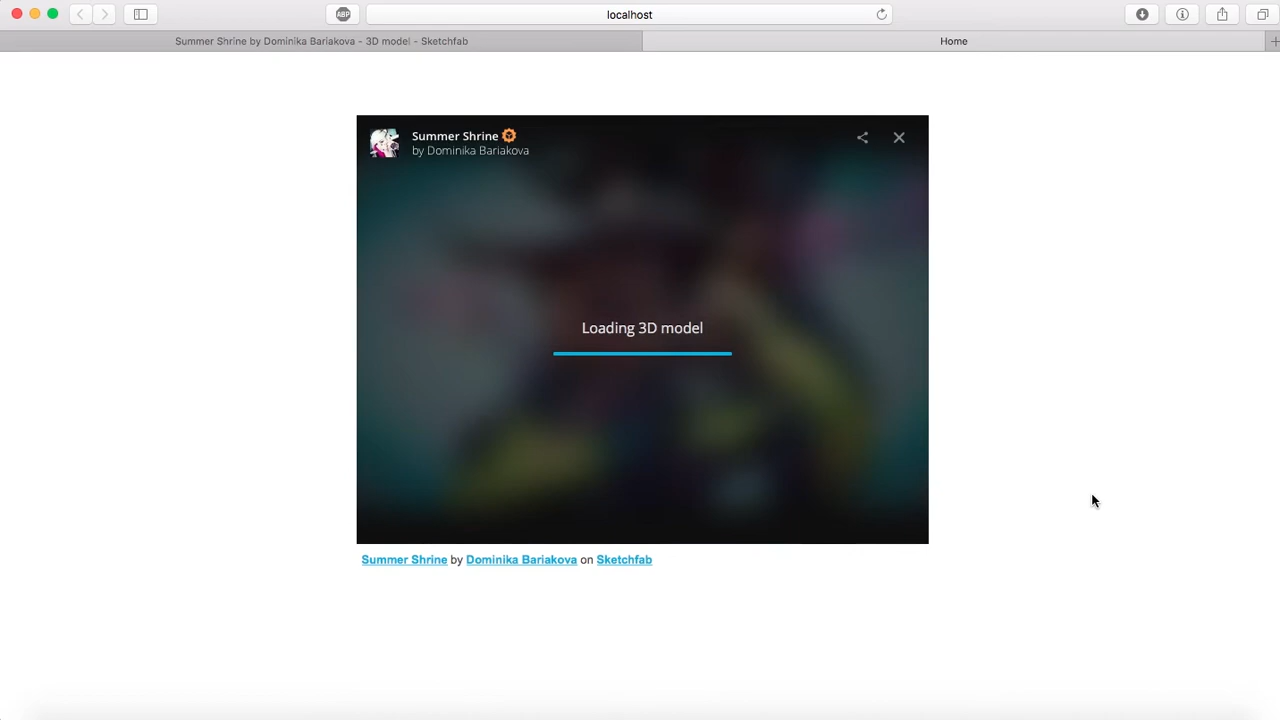 ABP
localhost
Summer Shrine by Dominika Bariakova - 3D model - Sketchfab
Home
Summer Shrine
by Dominika Bariakova
Loading 3D model
Summer Shrine by Dominika Bariakova on Sketchfab